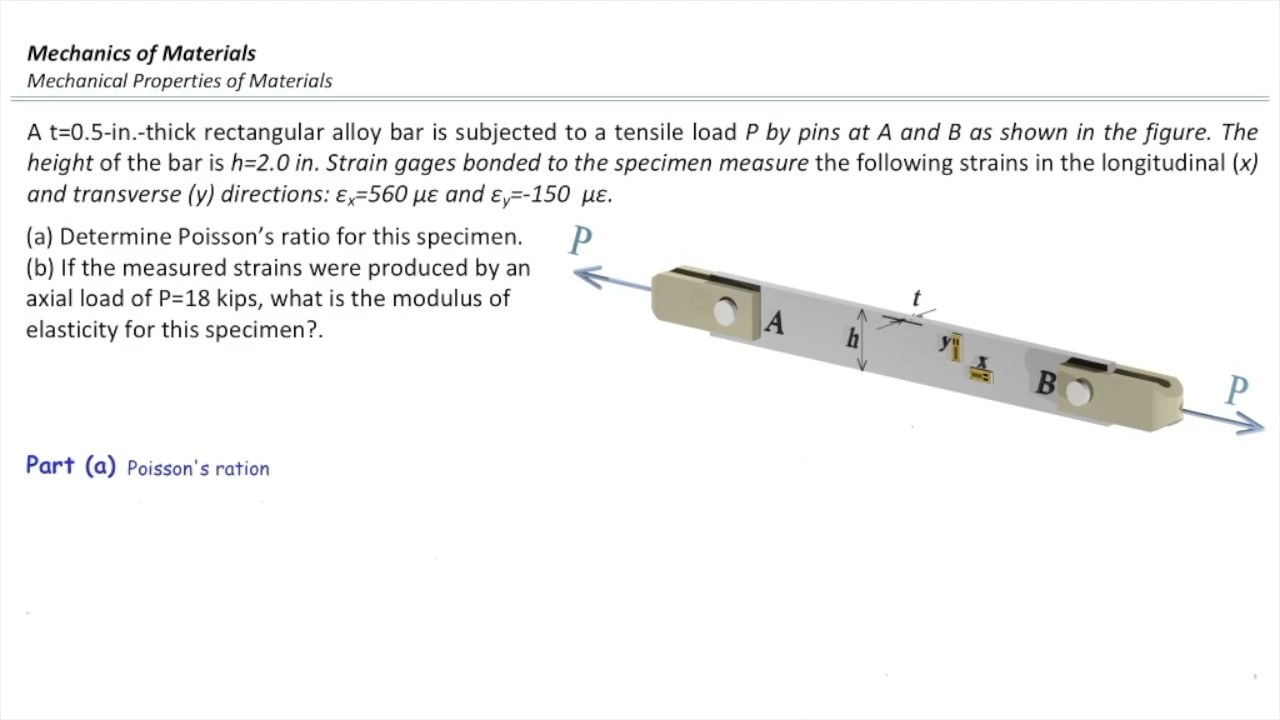 Mechanics of Materials
Mechanical Properties of Materials
A t=0.5-in.-thick rectangular alloy bar is subjected to a tensile load P by pins at A and B as shown in the figure. The
height of the bar is h=2.0 in. Strain gages bonded to the specimen measure the following strains in the longitudinal (x)
and transverse (y) directions: εx=560 με and εy=-150 με.
(a) Determine Poisson's ratio for this specimen.
(b) If the measured strains were produced by an
axial load of P=18 kips, what is the modulus of
elasticity for this specimen?.
P
A
h
t
y
x
B
P
Part (a) Poisson's ration